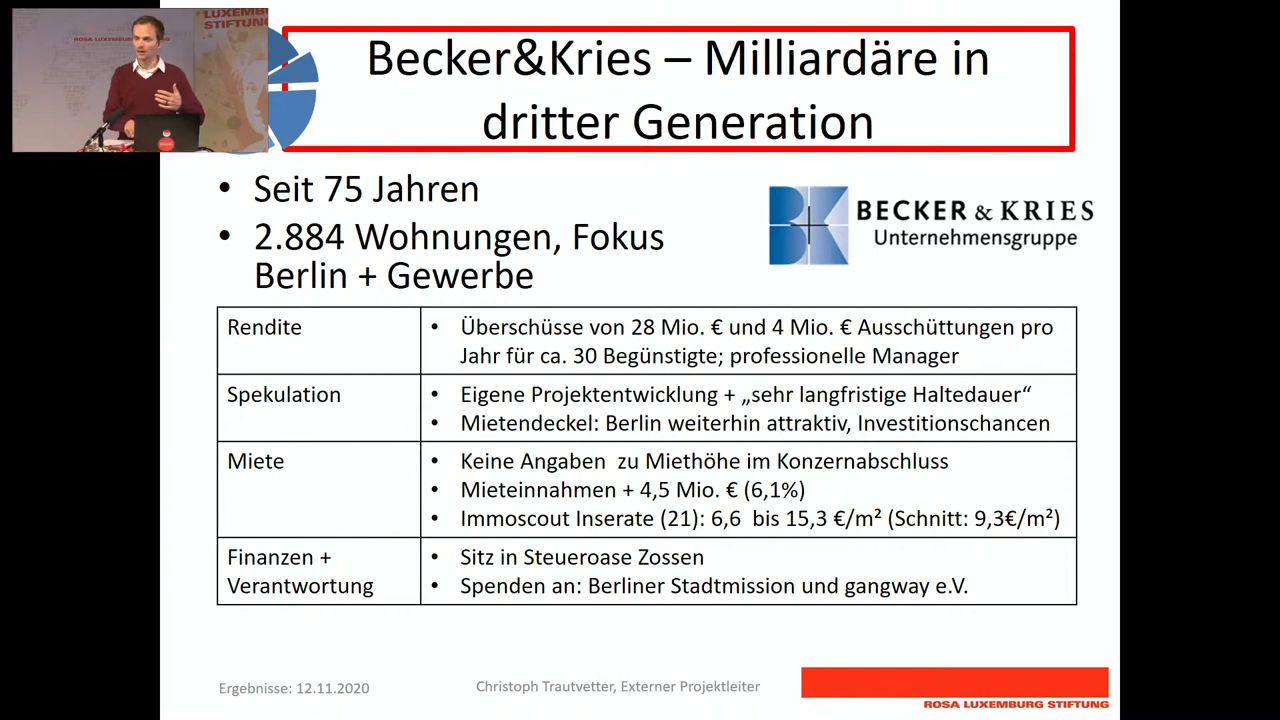 ROSA LUXEMBURG STIFTUNG
LUXEMBURG
STIFTUNG
Becker&Kries – Milliardäre in
dritter Generation
• Seit 75 Jahren
• 2.884 Wohnungen, Fokus
Berlin + Gewerbe
BECKER & KRIES
Unternehmensgruppe
Rendite
• Überschüsse von 28 Mio. € und 4 Mio. € Ausschüttungen pro
Jahr für ca. 30 Begünstigte; professionelle Manager
Spekulation
• Eigene Projektentwicklung + „sehr langfristige Haltedauer“
• Mietendeckel: Berlin weiterhin attraktiv, Investitionschancen
Miete
• Keine Angaben zu Miethöhe im Konzernabschluss
• Mieteinnahmen + 4,5 Mio. € (6,1%)
• Immoscout Inserate (21): 6,6 bis 15,3 €/m² (Schnitt: 9,3€/m²)
Finanzen +
Verantwortung
• Sitz in Steueroase Zossen
• Spenden an: Berliner Stadtmission und gangway e.V.
Ergebnisse: 12.11.2020
Christoph Trautvetter, Externer Projektleiter
ROSA LUXEMBURG STIFTUNG